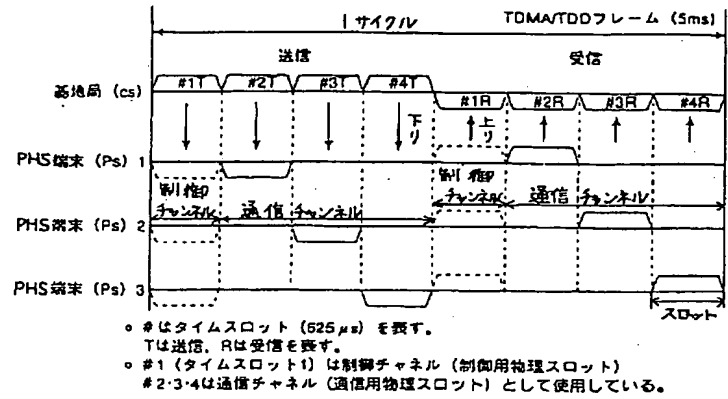 1サイクル
TDMA/TDDフレーム (5ms)
送信
受信
基地局 (cs)
#1T
#2T
#3T
#4T
#1R
#2R
#3R
#4R
下り
上り
PHS端末 (Ps) 1
制御
チャンネル
通信 チャンネル
制御
チャンネル
通信 チャンネル
PHS端末 (Ps) 2
PHS端末 (Ps) 3
スロット
○ #はタイムスロット (625μs) を表す。
Tは送信, Rは受信を表す。
○ #1 (タイムスロット1) は制御チャネル (制御用物理スロット)
#2・3・4は通信チャネル (通信用物理スロット) として使用している。